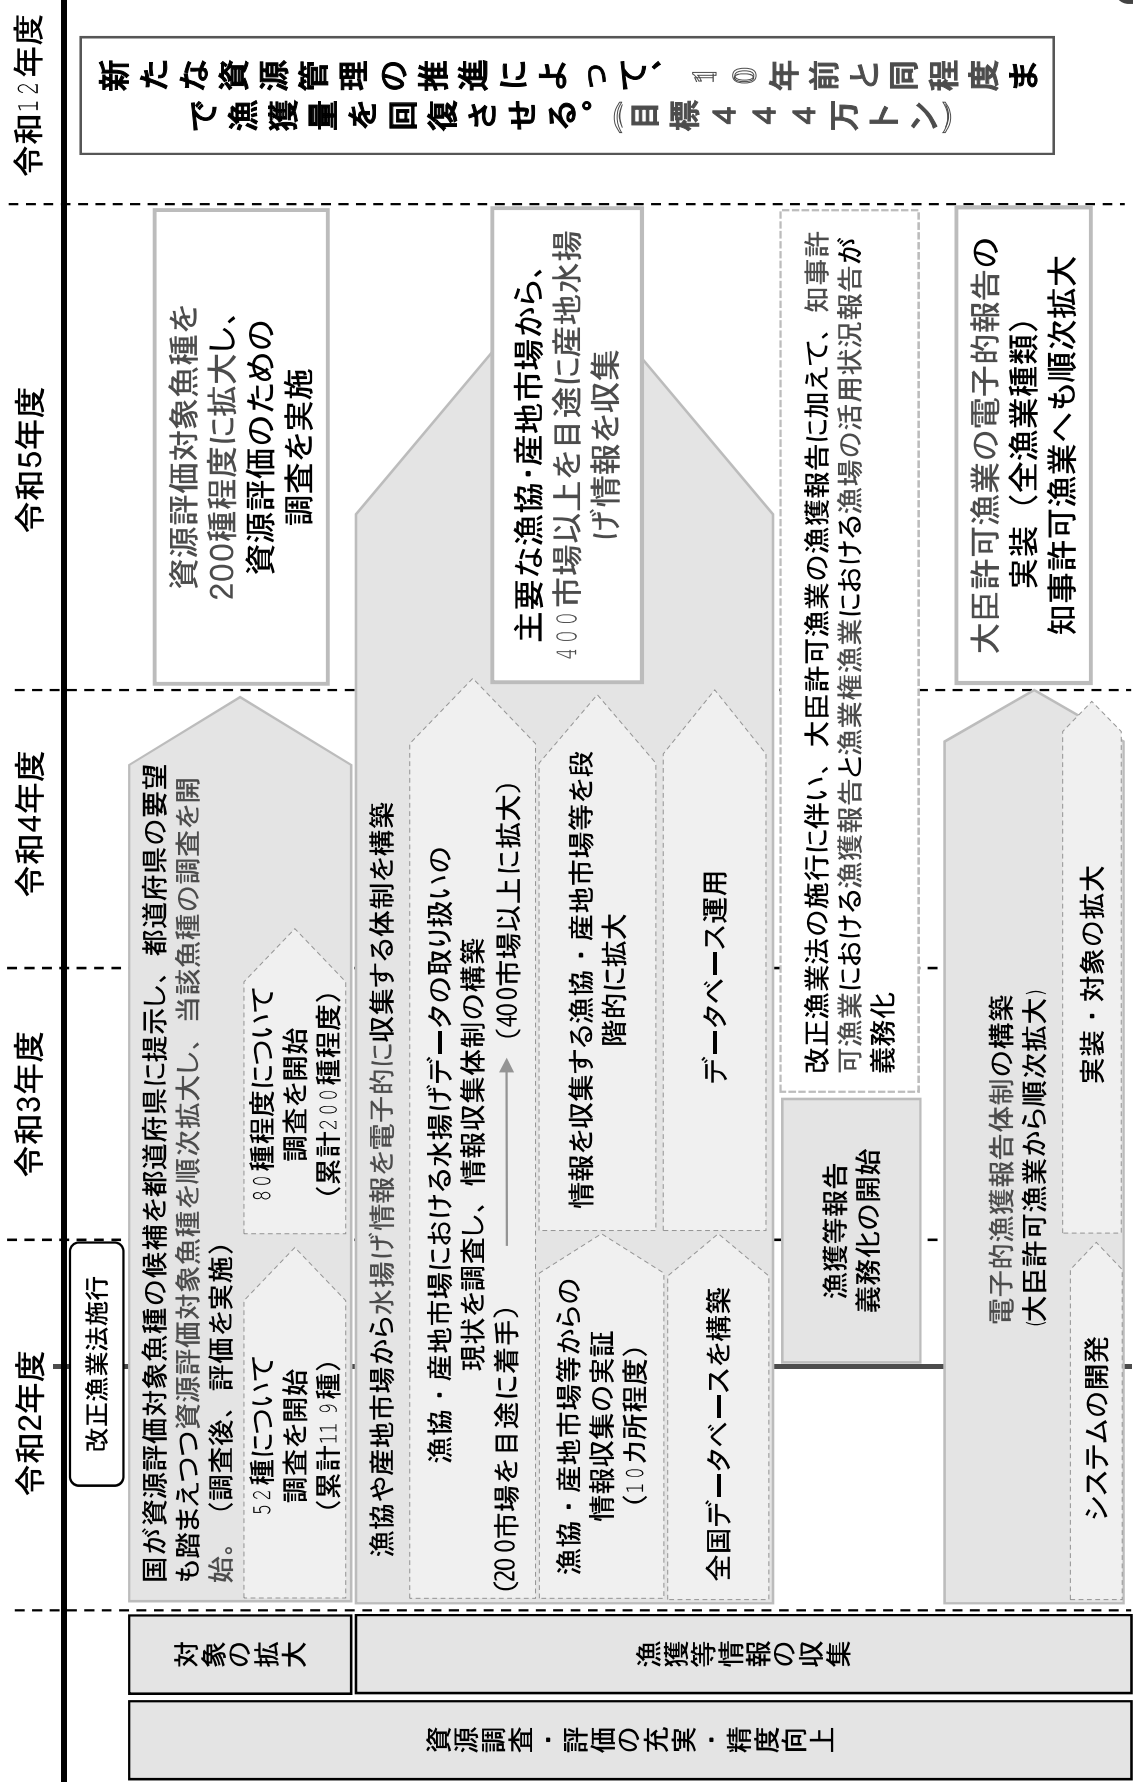 令和2年度
令和3年度
令和4年度
令和5年度
令和12年度
改正漁業法施行
資源調査・評価の充実・精度向上
対象の拡大
国が資源評価対象魚種の候補を都道府県に提示し、都道府県の要望
も踏まえつつ資源評価対象魚種を順次拡大し、当該魚種の調査を開
始。（調査後、評価を実施）
52種について
調査を開始
（累計119種）
80種程度について
調査を開始
（累計200種程度）
資源評価対象魚種を
200種程度に拡大し、
資源評価のための
調査を実施
漁獲等情報の収集
漁協や産地市場から水揚げ情報を電子的に収集する体制を構築
漁協・産地市場における水揚げデータの取り扱いの
現状を調査し、情報収集体制の構築
(200市場を目途に着手)
(400市場以上に拡大)
漁協・産地市場等からの
情報収集の実証
(10カ所程度)
情報を収集する漁協・産地市場等を段
階的に拡大
全国データベースを構築
データベース運用
主要な漁協・産地市場から、
400市場以上を目途に産地水揚
げ情報を収集
漁獲等報告
義務化の開始
改正漁業法の施行に伴い、大臣許可漁業の漁獲報告に加えて、知事許
可漁業における漁獲報告と漁業権漁業における漁場の活用状況報告が
義務化
電子的漁獲報告体制の構築
(大臣許可漁業から順次拡大)
システムの開発
実装・対象の拡大
大臣許可漁業の電子的報告の
実装（全漁業種類）
知事許可漁業へも順次拡大
新たな資源管理の推進によって、10年前と同程度ま
で漁獲量を回復させる。（目標444万トン）